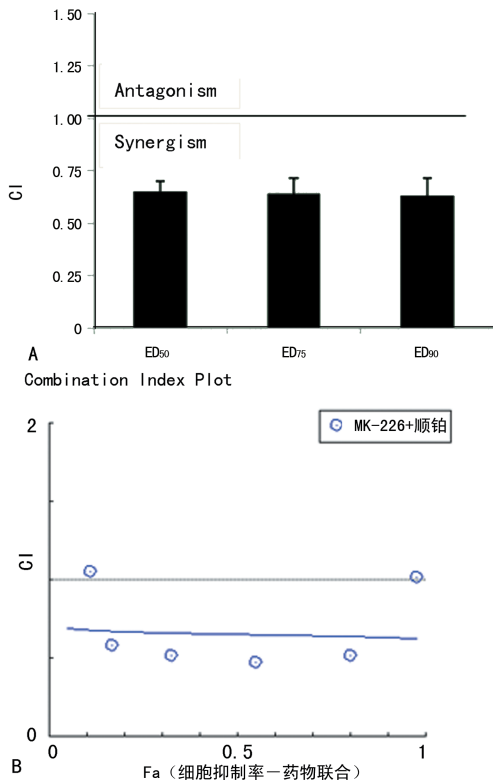 1.50
1.25
Antagonism
1.00
Synergism
0.75
CI
0.50
0.25
0
A
ED50 ED75 ED90
Combination Index Plot
2
MK-226+顺铂
CI
0
0 0.5 1
B
Fa（细胞抑制率－药物联合）